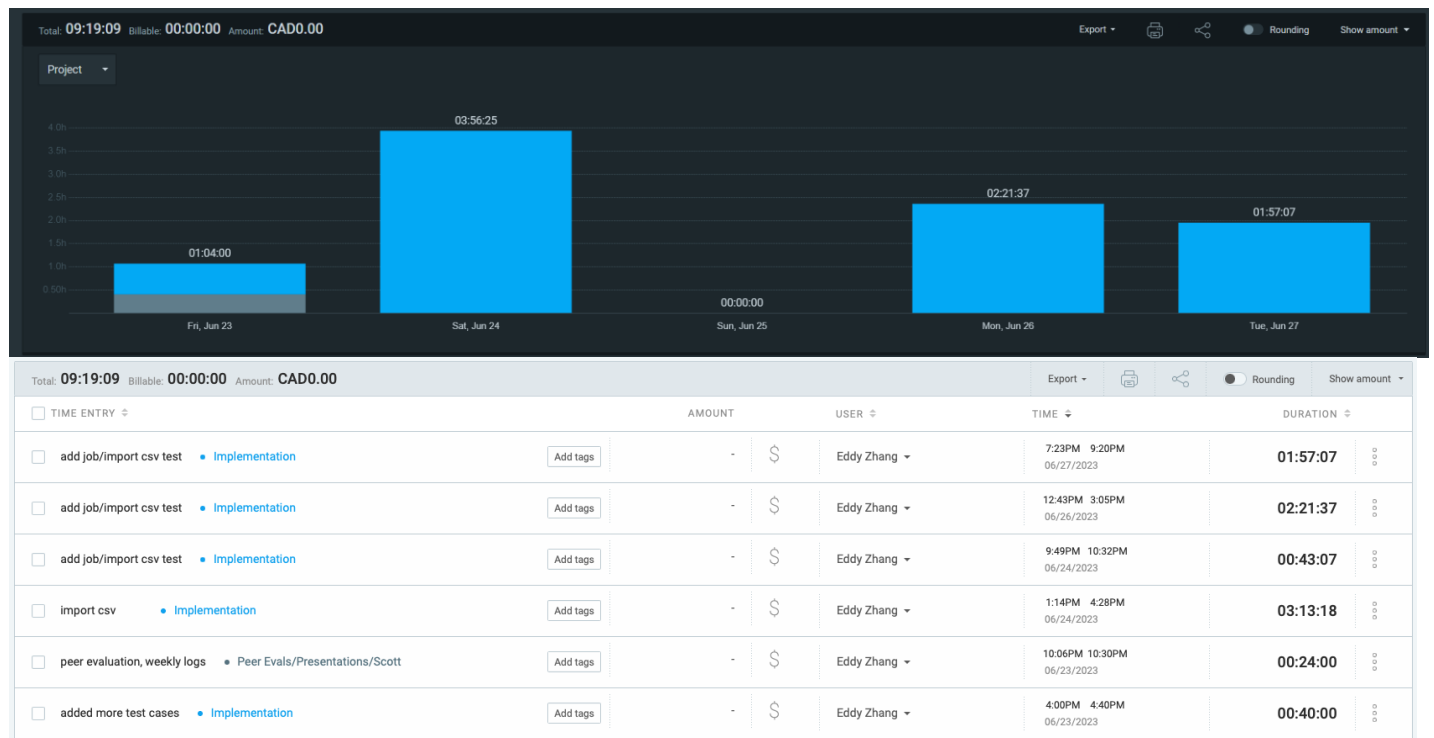 Total: 09:19:09 Billable: 00:00:00 Amount: CAD0.00 Export Rounding Show amount
Project
03:56:25
4.0h
3.5h
3.0h
02:21:37
2.5h
01:57:07
2.0h
1.5h
01:04:00
1.0h
0.50h
00:00:00
Fri, Jun 23 Sat, Jun 24 Sun, Jun 25 Mon, Jun 26 Tue, Jun 27
Total: 09:19:09 Billable: 00:00:00 Amount: CAD0.00 Export Rounding Show amount
TIME ENTRY AMOUNT USER TIME DURATION
add job/import csv test • Implementation Add tags - $ Eddy Zhang 7:23PM 9:20PM 01:57:07
06/27/2023
add job/import csv test • Implementation Add tags - $ Eddy Zhang 12:43PM 3:05PM 02:21:37
06/26/2023
add job/import csv test • Implementation Add tags - $ Eddy Zhang 9:49PM 10:32PM 00:43:07
06/24/2023
import csv • Implementation Add tags - $ Eddy Zhang 1:14PM 4:28PM 03:13:18
06/24/2023
peer evaluation, weekly logs • Peer Evals/Presentations/Scott Add tags - $ Eddy Zhang 10:06PM 10:30PM 00:24:00
06/23/2023
added more test cases • Implementation Add tags - $ Eddy Zhang 4:00PM 4:40PM 00:40:00
06/23/2023